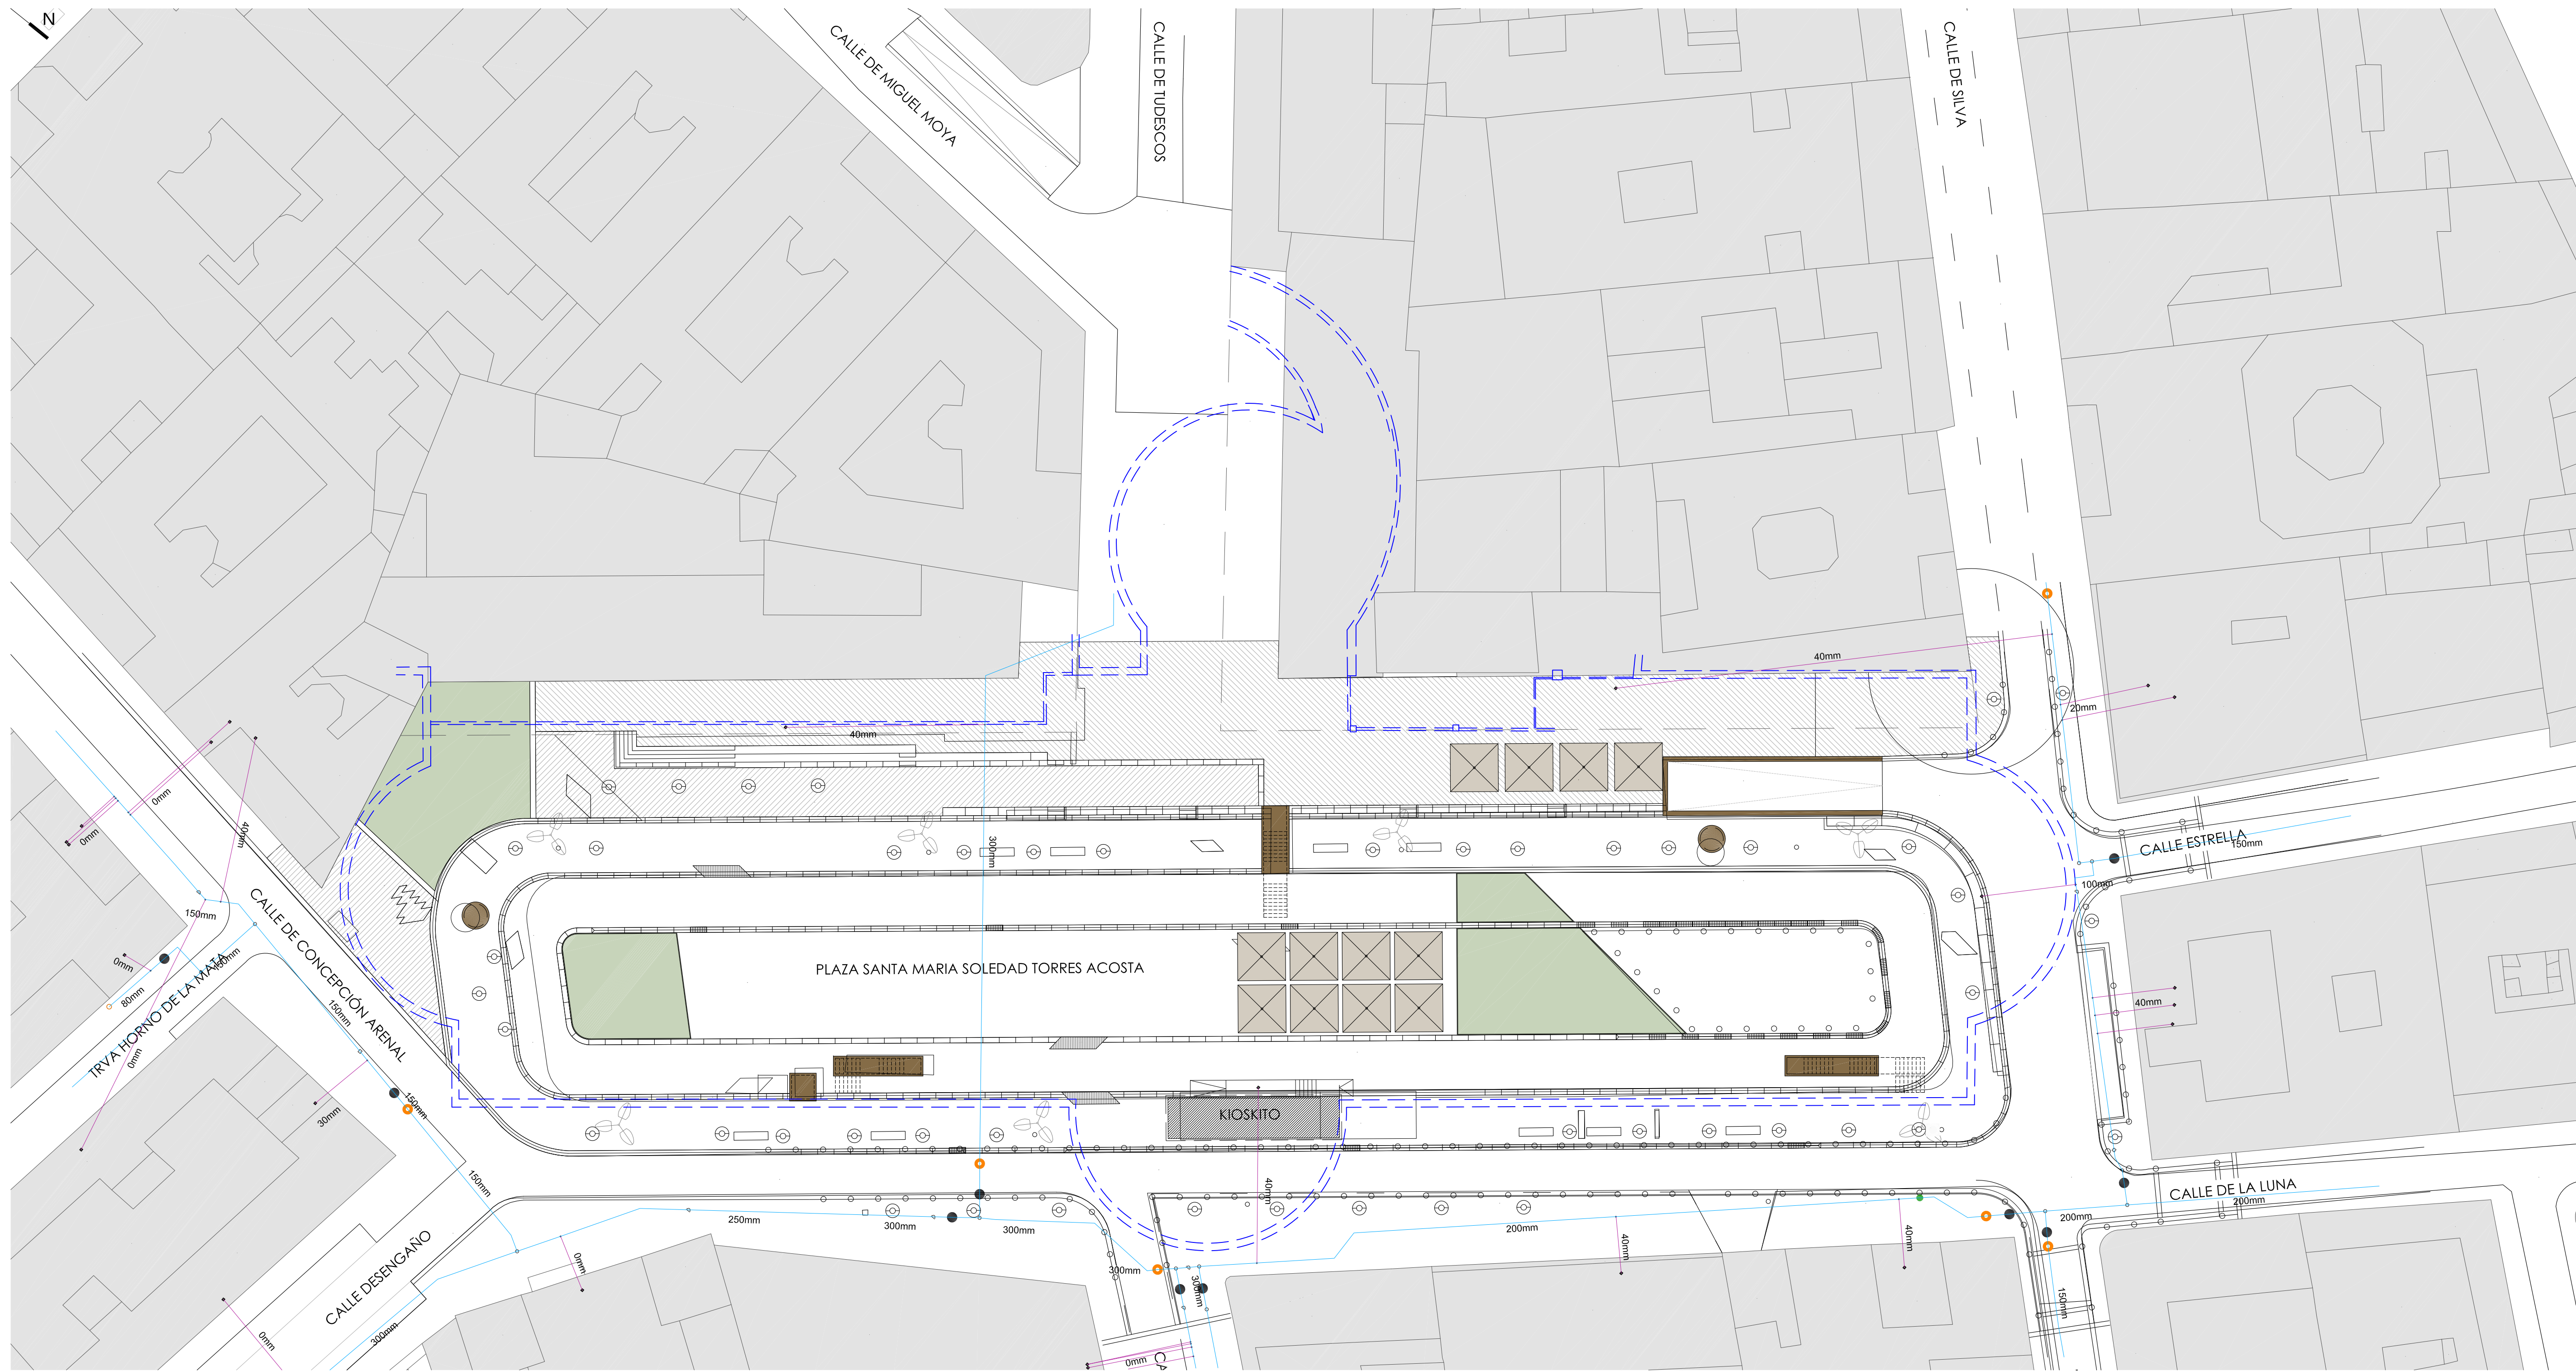 N
CALLE DE MIGUEL MOYA
CALLE DE TUDESCOS
CALLE DE SILVA
40mm
20mm
40mm
0mm
0mm
40mm
300mm
CALLE ESTRELLA
150mm
100mm
150mm
CALLE DE CONCEPCIÓN ARENAL
150mm
0mm
80mm
TRVA HORNO DE LA MATA
0mm
150mm
PLAZA SANTA MARIA SOLEDAD TORRES ACOSTA
40mm
150mm
30mm
KIOSKITO
150mm
40mm
CALLE DE LA LUNA
200mm
200mm
250mm
300mm
300mm
200mm
40mm
40mm
0mm
CALLE DESENGAÑO
300mm
300mm
300mm
150mm
0mm
0mm
CA